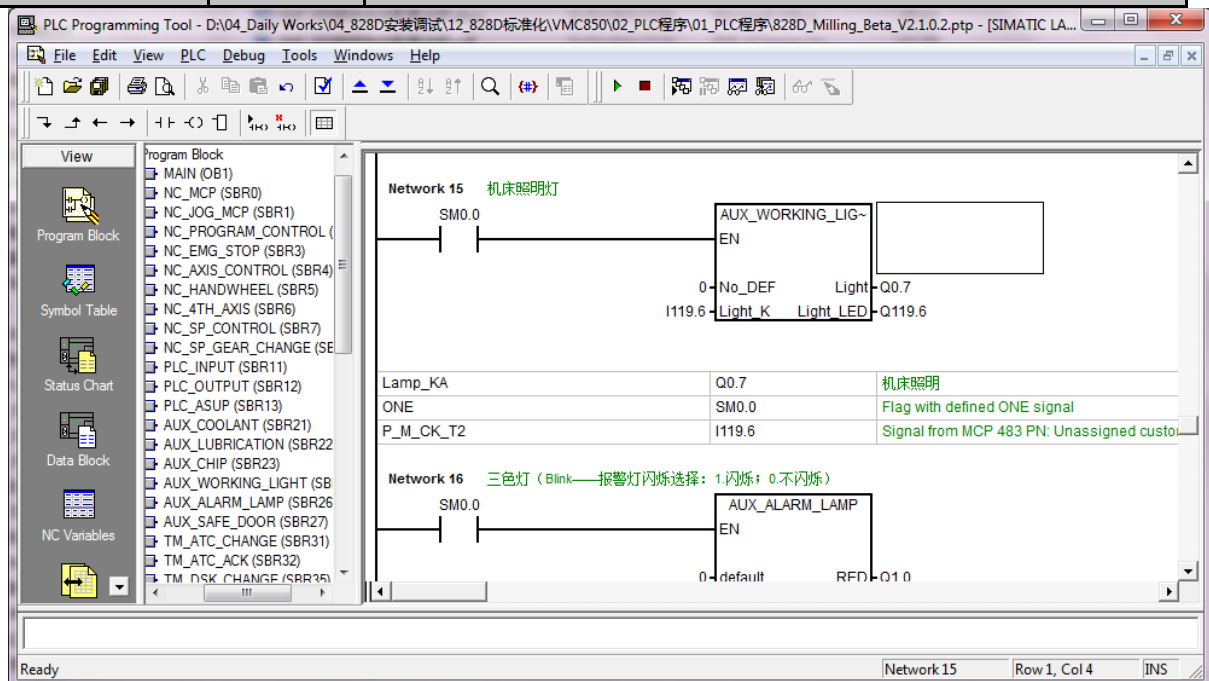 PLC Programming Tool - D:\04_Daily Works\04_828D安装调试\12_828D标准化\VMC850\02_PLC程序\01_PLC程序\828D_Milling_Beta_V2.1.0.2.ptp - [SIMATIC LA...
File Edit View PLC Debug Tools Windows Help
View
Program Block
Symbol Table
Status Chart
Data Block
NC Variables
Program Block
MAIN (OB1)
NC_MCP (SBR0)
NC_JOG_MCP (SBR1)
NC_PROGRAM_CONTROL (
NC_EMG_STOP (SBR3)
NC_AXIS_CONTROL (SBR4)
NC_HANDWHEEL (SBR5)
NC_4TH_AXIS (SBR6)
NC_SP_CONTROL (SBR7)
NC_SP_GEAR_CHANGE (SE
PLC_INPUT (SBR11)
PLC_OUTPUT (SBR12)
PLC_ASUP (SBR13)
AUX_COOLANT (SBR21)
AUX_LUBRICATION (SBR22
AUX_CHIP (SBR23)
AUX_WORKING_LIGHT (SB
AUX_ALARM_LAMP (SBR26
AUX_SAFE_DOOR (SBR27)
TM_ATC_CHANGE (SBR31)
TM_ATC_ACK (SBR32)
TM_DSK_CHANGE (SBR35)
Network 15 机床照明灯
SM0.0 AUX_WORKING_LIG~
EN
0 No_DEF Light Q0.7
I119.6 Light_K Light_LED Q119.6
Lamp_KA Q0.7 机床照明
ONE SM0.0 Flag with defined ONE signal
P_M_CK_T2 I119.6 Signal from MCP 483 PN: Unassigned custo
Network 16 三色灯（Blink——报警灯闪烁选择：1.闪烁；0.不闪烁）
SM0.0 AUX_ALARM_LAMP
EN
0 default RED Q1.0
Ready Network 15 Row 1, Col 4 INS